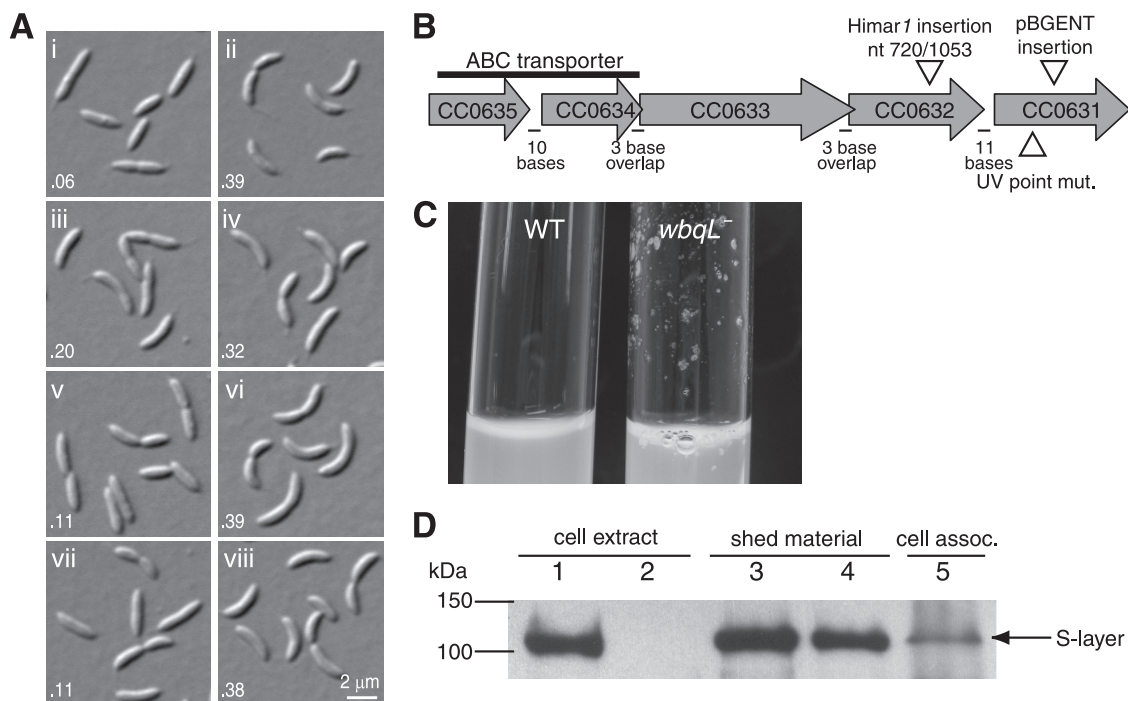 A
i
.06
ii
.39
iii
.20
iv
.32
v
.11
vi
.39
vii
.11
viii
.38
2 μm
B
ABC transporter
Himar1 insertion
nt 720/1053
pBGENT
insertion
CC0635
CC0634
CC0633
CC0632
CC0631
10
bases
3 base
overlap
3 base
overlap
11
bases
UV point mut.
C
WT
wbqL⁻
D
cell extract
shed material
cell assoc.
kDa
1
2
3
4
5
150
100
S-layer